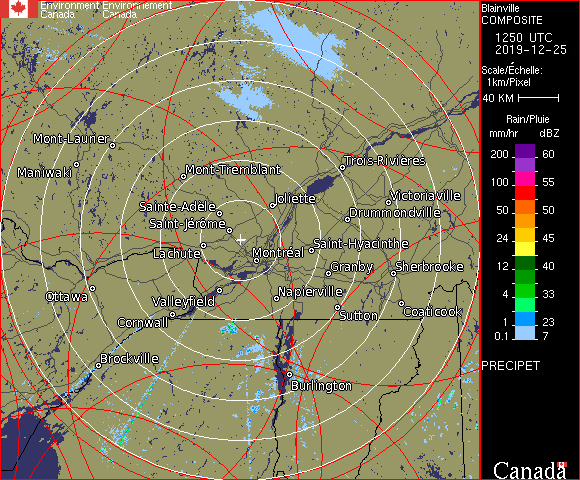 Environment Environnement
Canada Canada
Blainville
COMPOSITE
1250 UTC
2019-12-25
Scale/Échelle:
1km/Pixel
40 KM
Rain/Pluie
mm/hr dBZ
200 60
100 55
50 50
24 45
12 40
4 33
1 23
0.1 7
PRECIPET
Canada
Mont-Laurier
Maniwaki
Mont-Tremblant
Trois-Rivières
Joliette
Victoriaville
Sainte-Adèle
Drummondville
Saint-Jérôme
Saint-Hyacinthe
Lachute
Montréal
Granby
Sherbrooke
Ottawa
Valleyfield
Napierville
Coaticook
Sutton
Cornwall
Brockville
Burlington